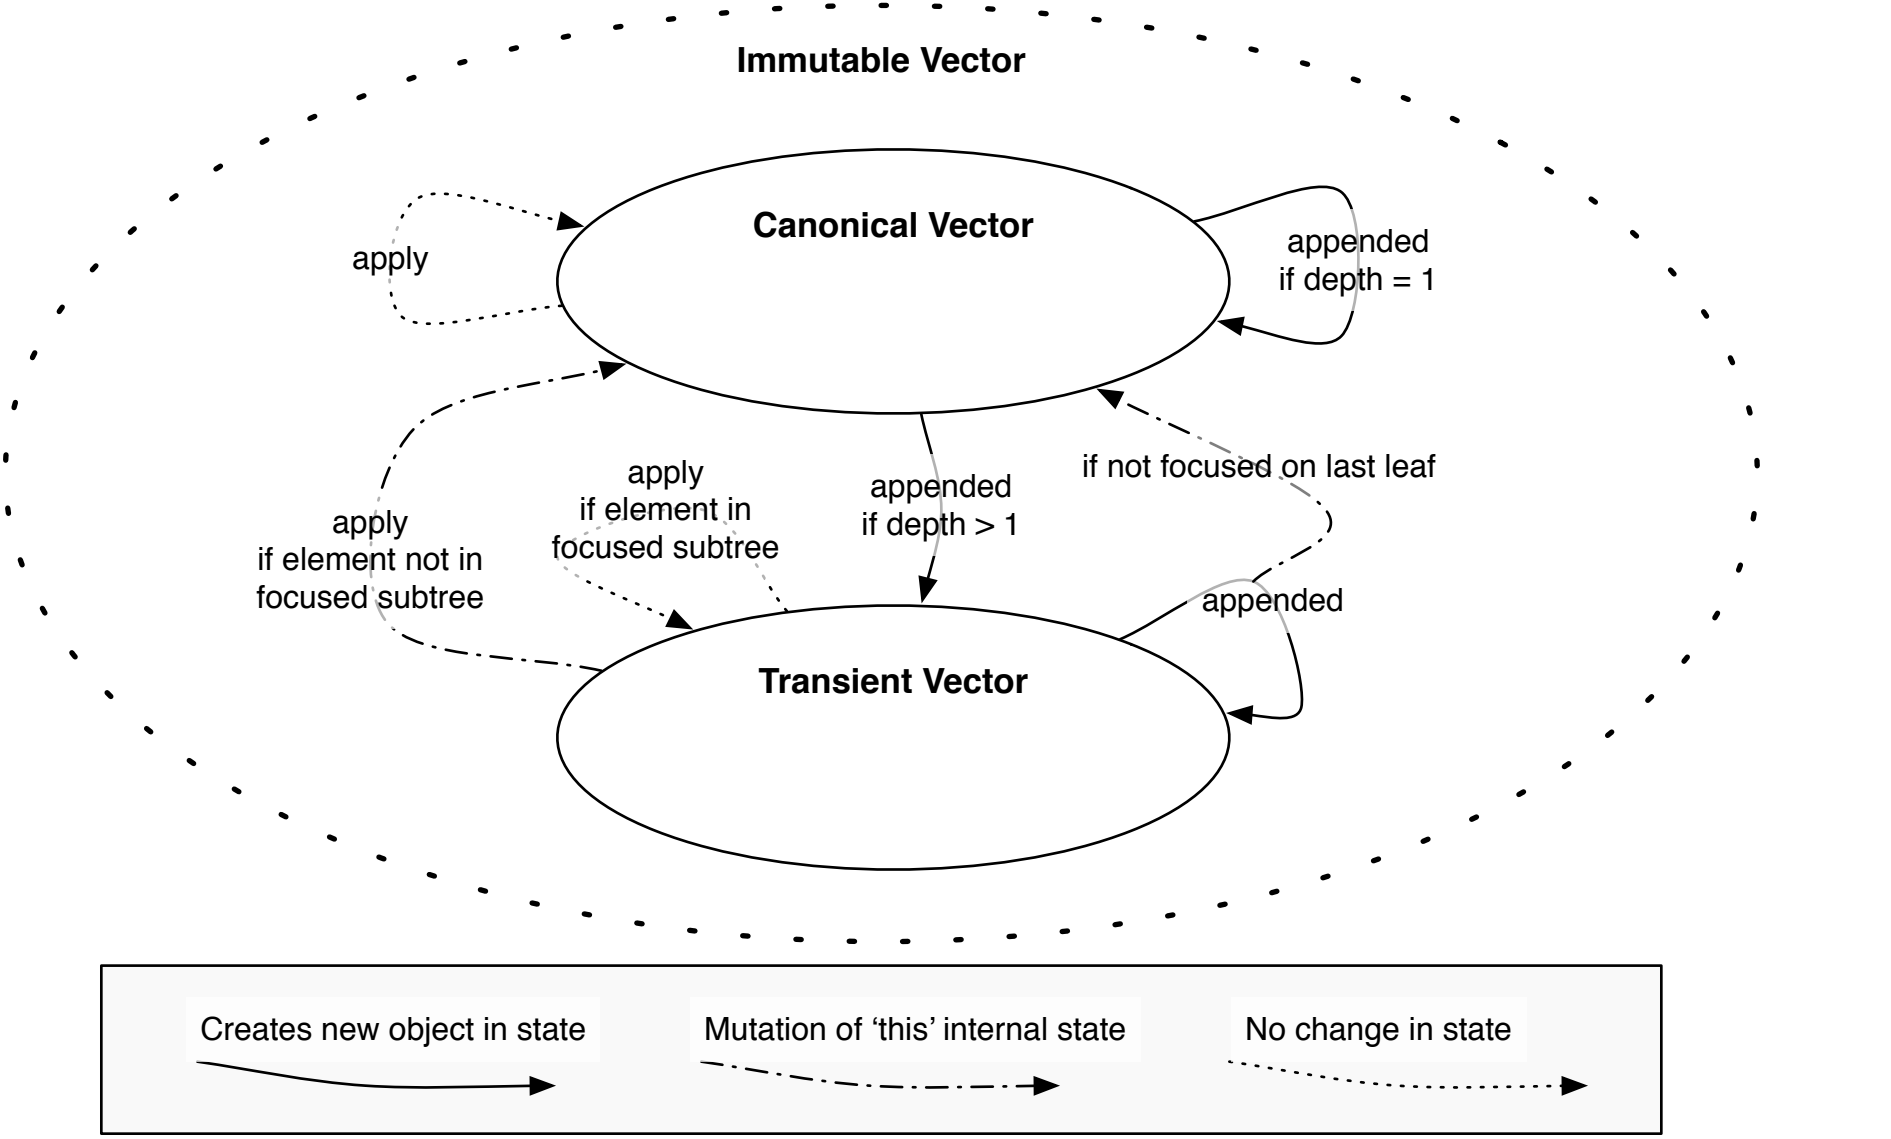 Immutable Vector
Canonical Vector
apply
appended
if depth = 1
apply
if element in
focused subtree
appended
if depth > 1
if not focused on last leaf
apply
if element not in
focused subtree
appended
Transient Vector
Creates new object in state
Mutation of ‘this’ internal state
No change in state